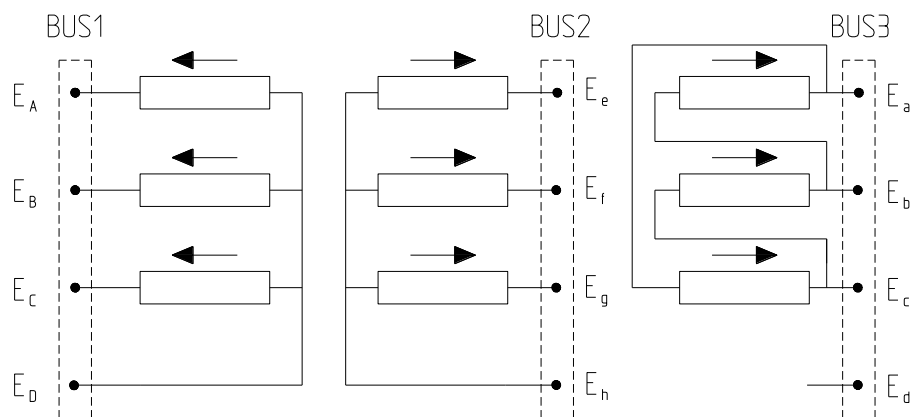 BUS1 BUS2 BUS3
E_A E_e E_a
E_B E_f E_b
E_C E_g E_c
E_D E_h E_d